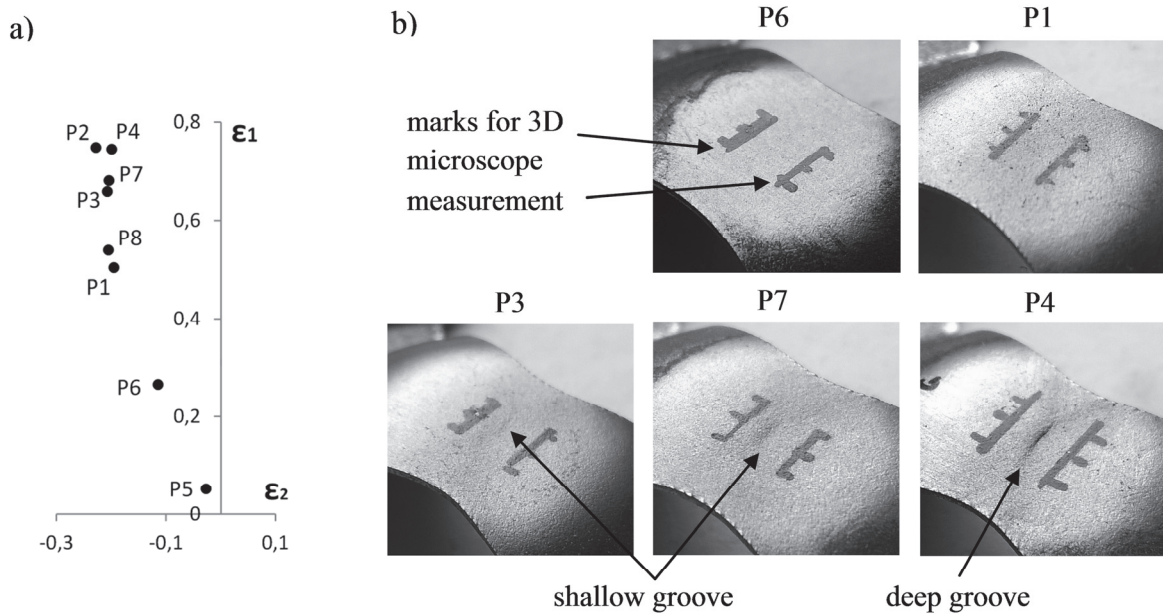 a)
ε1
0,8
0,6
0,4
0,2
0
P2
P4
P7
P3
P8
P1
P6
P5
ε2
-0,3
-0,1
0,1
b)
P6
P1
marks for 3D
microscope
measurement
P3
P7
P4
shallow groove
deep groove